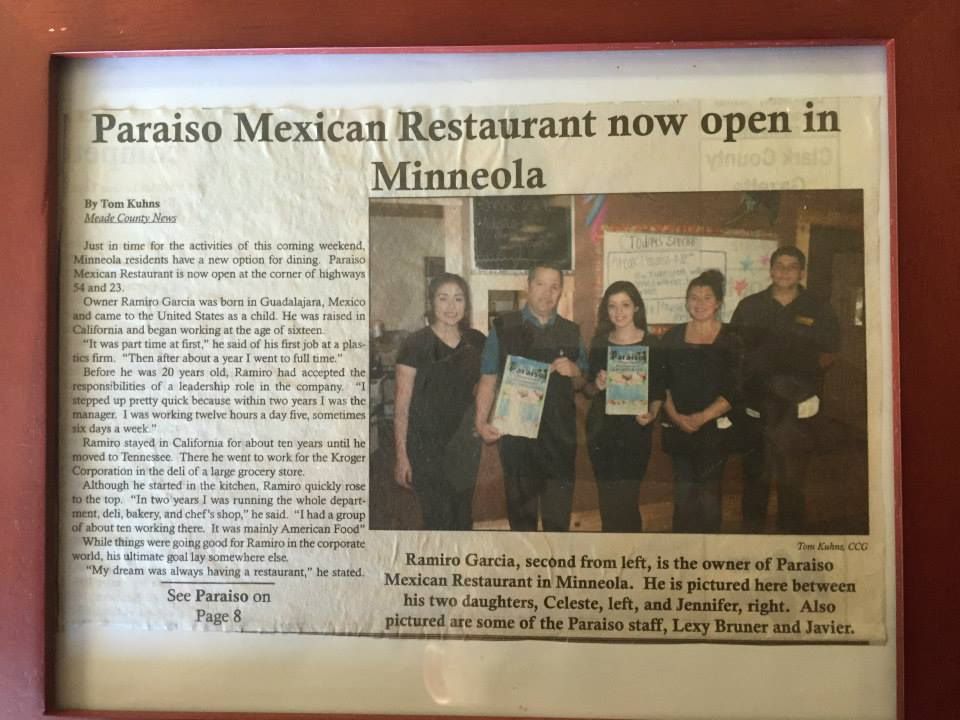 Paraiso Mexican Restaurant now open in
Minneola
By Tom Kuhns
Meade County News
Just in time for the activities of this coming weekend,
Minneola residents have a new option for dining. Paraiso
Mexican Restaurant is now open at the corner of highways
54 and 23.
Owner Ramiro Garcia was born in Guadalajara, Mexico
and came to the United States as a child. He was raised in
California and began working at the age of sixteen.
"It was part time at first," he said of his first job at a plas-
tics firm. "Then after about a year I went to full time."
Before he was 20 years old, Ramiro had accepted the
responsibilities of a leadership role in the company. "I
stepped up pretty quick because within two years I was the
manager. I was working twelve hours a day five, sometimes
six days a week."
Ramiro stayed in California for about ten years until he
moved to Tennessee. There he went to work for the Kroger
Corporation in the deli of a large grocery store.
Although he started in the kitchen, Ramiro quickly rose
to the top. "In two years I was running the whole depart-
ment, deli, bakery, and chef's shop," he said. "I had a group
of about ten working there. It was mainly American Food"
While things were going good for Ramiro in the corporate
world, his ultimate goal lay somewhere else.
"My dream was always having a restaurant," he stated.
See Paraiso on
Page 8
Todays Special
Paraiso
Paraiso
Tom Kuhns, CCG
Ramiro Garcia, second from left, is the owner of Paraiso
Mexican Restaurant in Minneola. He is pictured here between
his two daughters, Celeste, left, and Jennifer, right. Also
pictured are some of the Paraiso staff, Lexy Bruner and Javier.
Clark County
Gazette